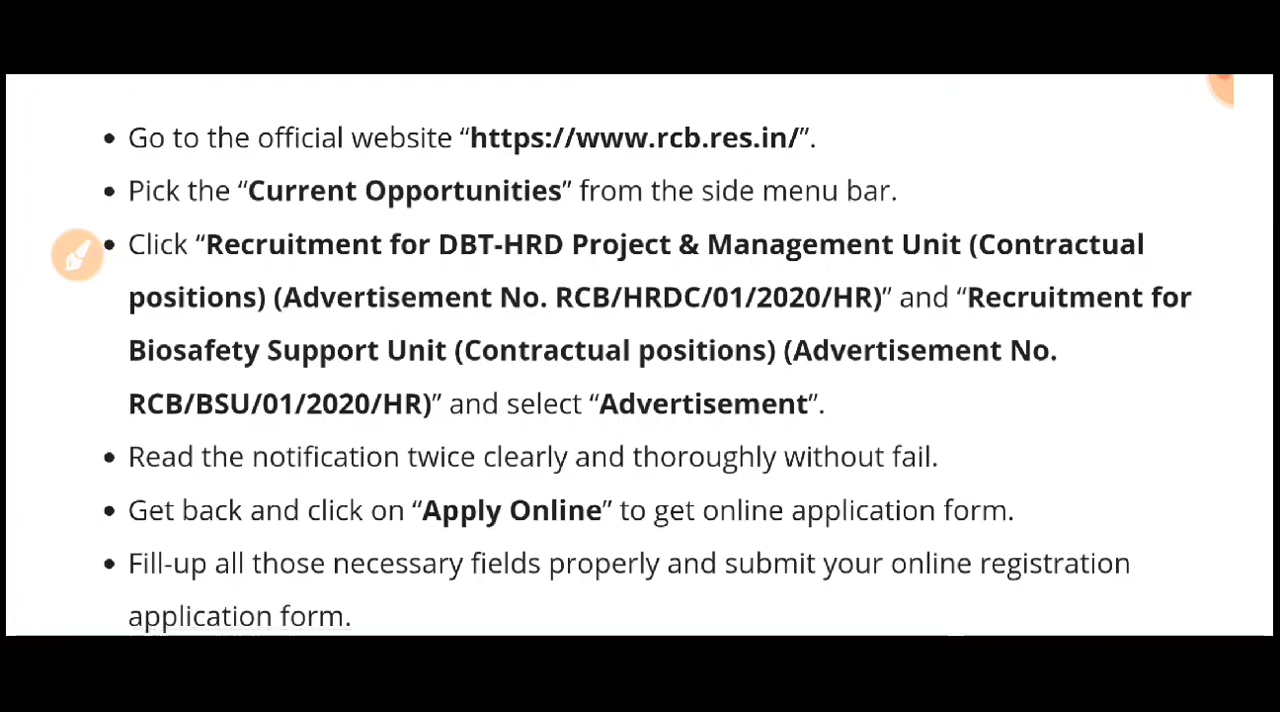 • Go to the official website “https://www.rcb.res.in/”.
• Pick the “Current Opportunities” from the side menu bar.
• Click “Recruitment for DBT-HRD Project & Management Unit (Contractual
positions) (Advertisement No. RCB/HRDC/01/2020/HR)” and “Recruitment for
Biosafety Support Unit (Contractual positions) (Advertisement No.
RCB/BSU/01/2020/HR)” and select “Advertisement”.
• Read the notification twice clearly and thoroughly without fail.
• Get back and click on “Apply Online” to get online application form.
• Fill-up all those necessary fields properly and submit your online registration
application form.